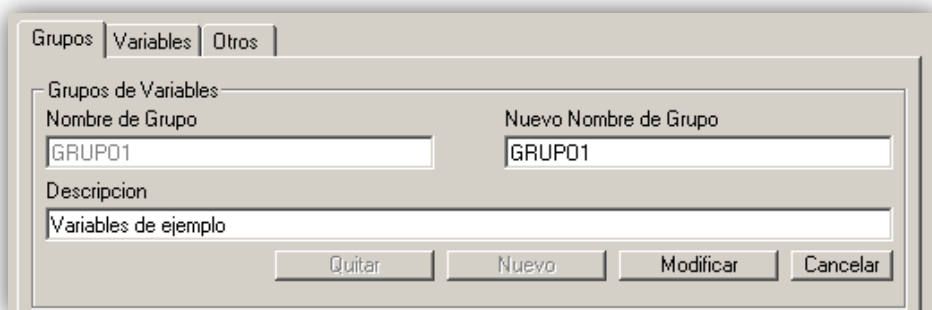 Grupos Variables Otros
Grupos de Variables
Nombre de Grupo Nuevo Nombre de Grupo
GRUPO1 GRUPO1
Descripcion
Variables de ejemplo
Quitar Nuevo Modificar Cancelar